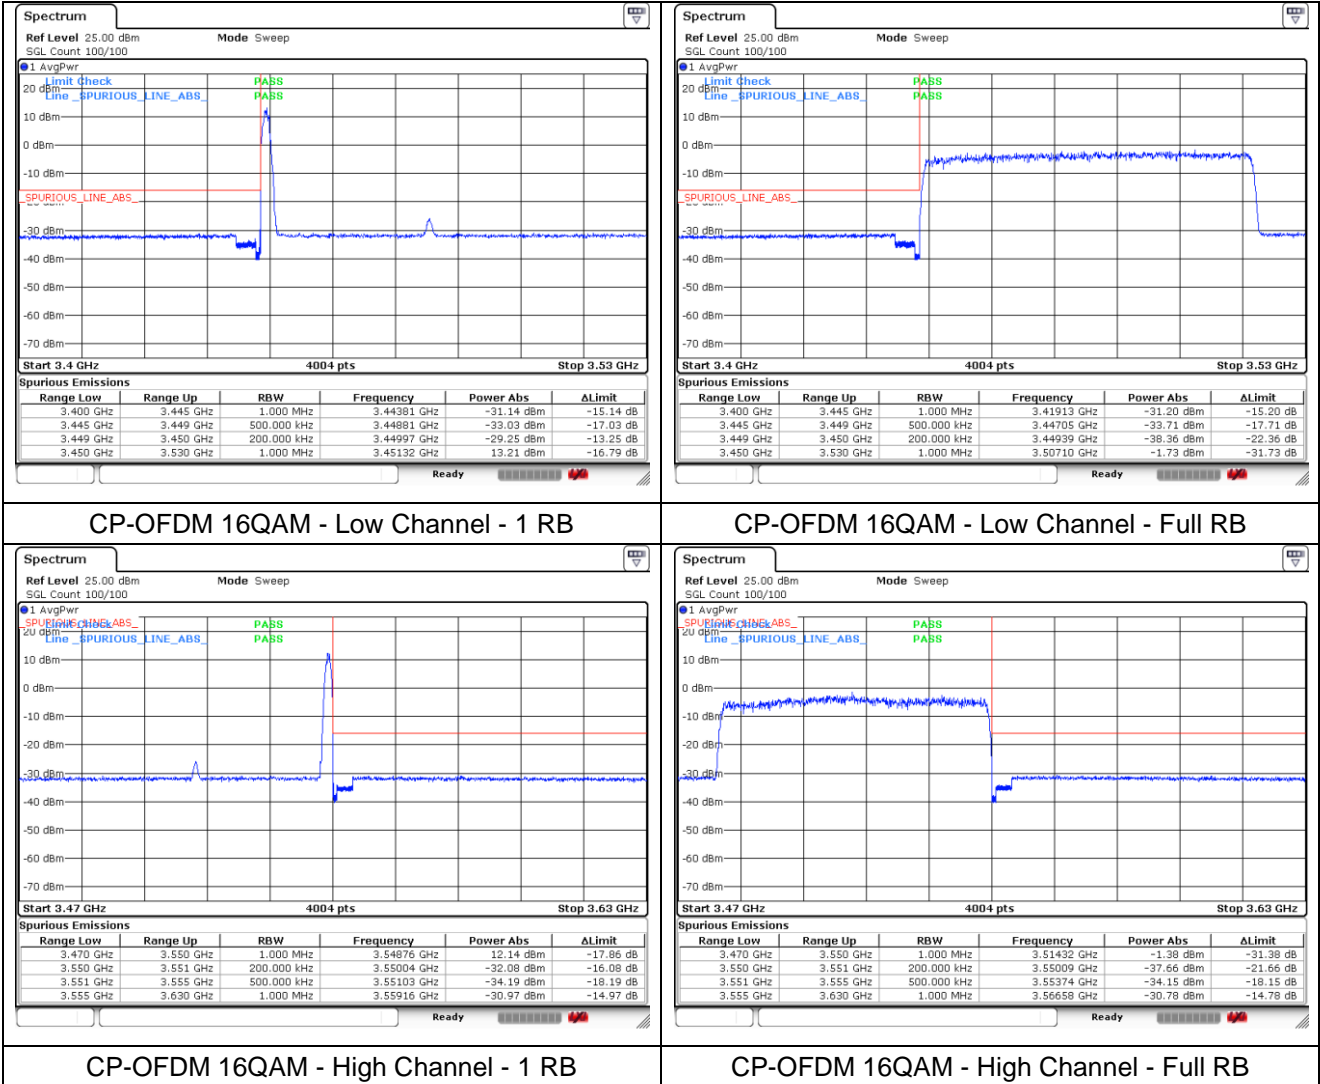 Spectrum
Ref Level 25.00 dBm Mode Sweep
SGL Count 100/100
1 AvgPwr
Limit Check PASS
Line _SPURIOUS_LINE_ABS_ PASS
20 dBm
10 dBm
0 dBm
-10 dBm
_SPURIOUS_LINE_ABS_
-20 dBm
-30 dBm
-40 dBm
-50 dBm
-60 dBm
-70 dBm
Start 3.4 GHz 4004 pts Stop 3.53 GHz
Spurious Emissions
Range Low Range Up RBW Frequency Power Abs ΔLimit
3.400 GHz 3.445 GHz 1.000 MHz 3.44381 GHz -31.14 dBm -15.14 dB
3.445 GHz 3.449 GHz 500.000 kHz 3.44881 GHz -33.03 dBm -17.03 dB
3.449 GHz 3.450 GHz 200.000 kHz 3.44997 GHz -29.25 dBm -13.25 dB
3.450 GHz 3.530 GHz 1.000 MHz 3.45132 GHz 13.21 dBm -16.79 dB
Ready
CP-OFDM 16QAM - Low Channel - 1 RB
Spectrum
Ref Level 25.00 dBm Mode Sweep
SGL Count 100/100
1 AvgPwr
Limit Check PASS
Line _SPURIOUS_LINE_ABS_ PASS
20 dBm
10 dBm
0 dBm
-10 dBm
_SPURIOUS_LINE_ABS_
-20 dBm
-30 dBm
-40 dBm
-50 dBm
-60 dBm
-70 dBm
Start 3.4 GHz 4004 pts Stop 3.53 GHz
Spurious Emissions
Range Low Range Up RBW Frequency Power Abs ΔLimit
3.400 GHz 3.445 GHz 1.000 MHz 3.41913 GHz -31.20 dBm -15.20 dB
3.445 GHz 3.449 GHz 500.000 kHz 3.44705 GHz -33.71 dBm -17.71 dB
3.449 GHz 3.450 GHz 200.000 kHz 3.44939 GHz -38.36 dBm -22.36 dB
3.450 GHz 3.530 GHz 1.000 MHz 3.50710 GHz -1.73 dBm -31.73 dB
Ready
CP-OFDM 16QAM - Low Channel - Full RB
Spectrum
Ref Level 25.00 dBm Mode Sweep
SGL Count 100/100
1 AvgPwr
_SPURIOUS_LINE_ABS_
Limit Check PASS
20 dBm
Line _SPURIOUS_LINE_ABS_ PASS
10 dBm
0 dBm
-10 dBm
-20 dBm
-30 dBm
-40 dBm
-50 dBm
-60 dBm
-70 dBm
Start 3.47 GHz 4004 pts Stop 3.63 GHz
Spurious Emissions
Range Low Range Up RBW Frequency Power Abs ΔLimit
3.470 GHz 3.550 GHz 1.000 MHz 3.54876 GHz 12.14 dBm -17.86 dB
3.550 GHz 3.551 GHz 200.000 kHz 3.55004 GHz -32.08 dBm -16.08 dB
3.551 GHz 3.555 GHz 500.000 kHz 3.55103 GHz -34.19 dBm -18.19 dB
3.555 GHz 3.630 GHz 1.000 MHz 3.55916 GHz -30.97 dBm -14.97 dB
Ready
CP-OFDM 16QAM - High Channel - 1 RB
Spectrum
Ref Level 25.00 dBm Mode Sweep
SGL Count 100/100
1 AvgPwr
_SPURIOUS_LINE_ABS_
Limit Check PASS
20 dBm
Line _SPURIOUS_LINE_ABS_ PASS
10 dBm
0 dBm
-10 dBm
-20 dBm
-30 dBm
-40 dBm
-50 dBm
-60 dBm
-70 dBm
Start 3.47 GHz 4004 pts Stop 3.63 GHz
Spurious Emissions
Range Low Range Up RBW Frequency Power Abs ΔLimit
3.470 GHz 3.550 GHz 1.000 MHz 3.51432 GHz -1.38 dBm -31.38 dB
3.550 GHz 3.551 GHz 200.000 kHz 3.55009 GHz -37.66 dBm -21.66 dB
3.551 GHz 3.555 GHz 500.000 kHz 3.55374 GHz -34.15 dBm -18.15 dB
3.555 GHz 3.630 GHz 1.000 MHz 3.56658 GHz -30.78 dBm -14.78 dB
Ready
CP-OFDM 16QAM - High Channel - Full RB